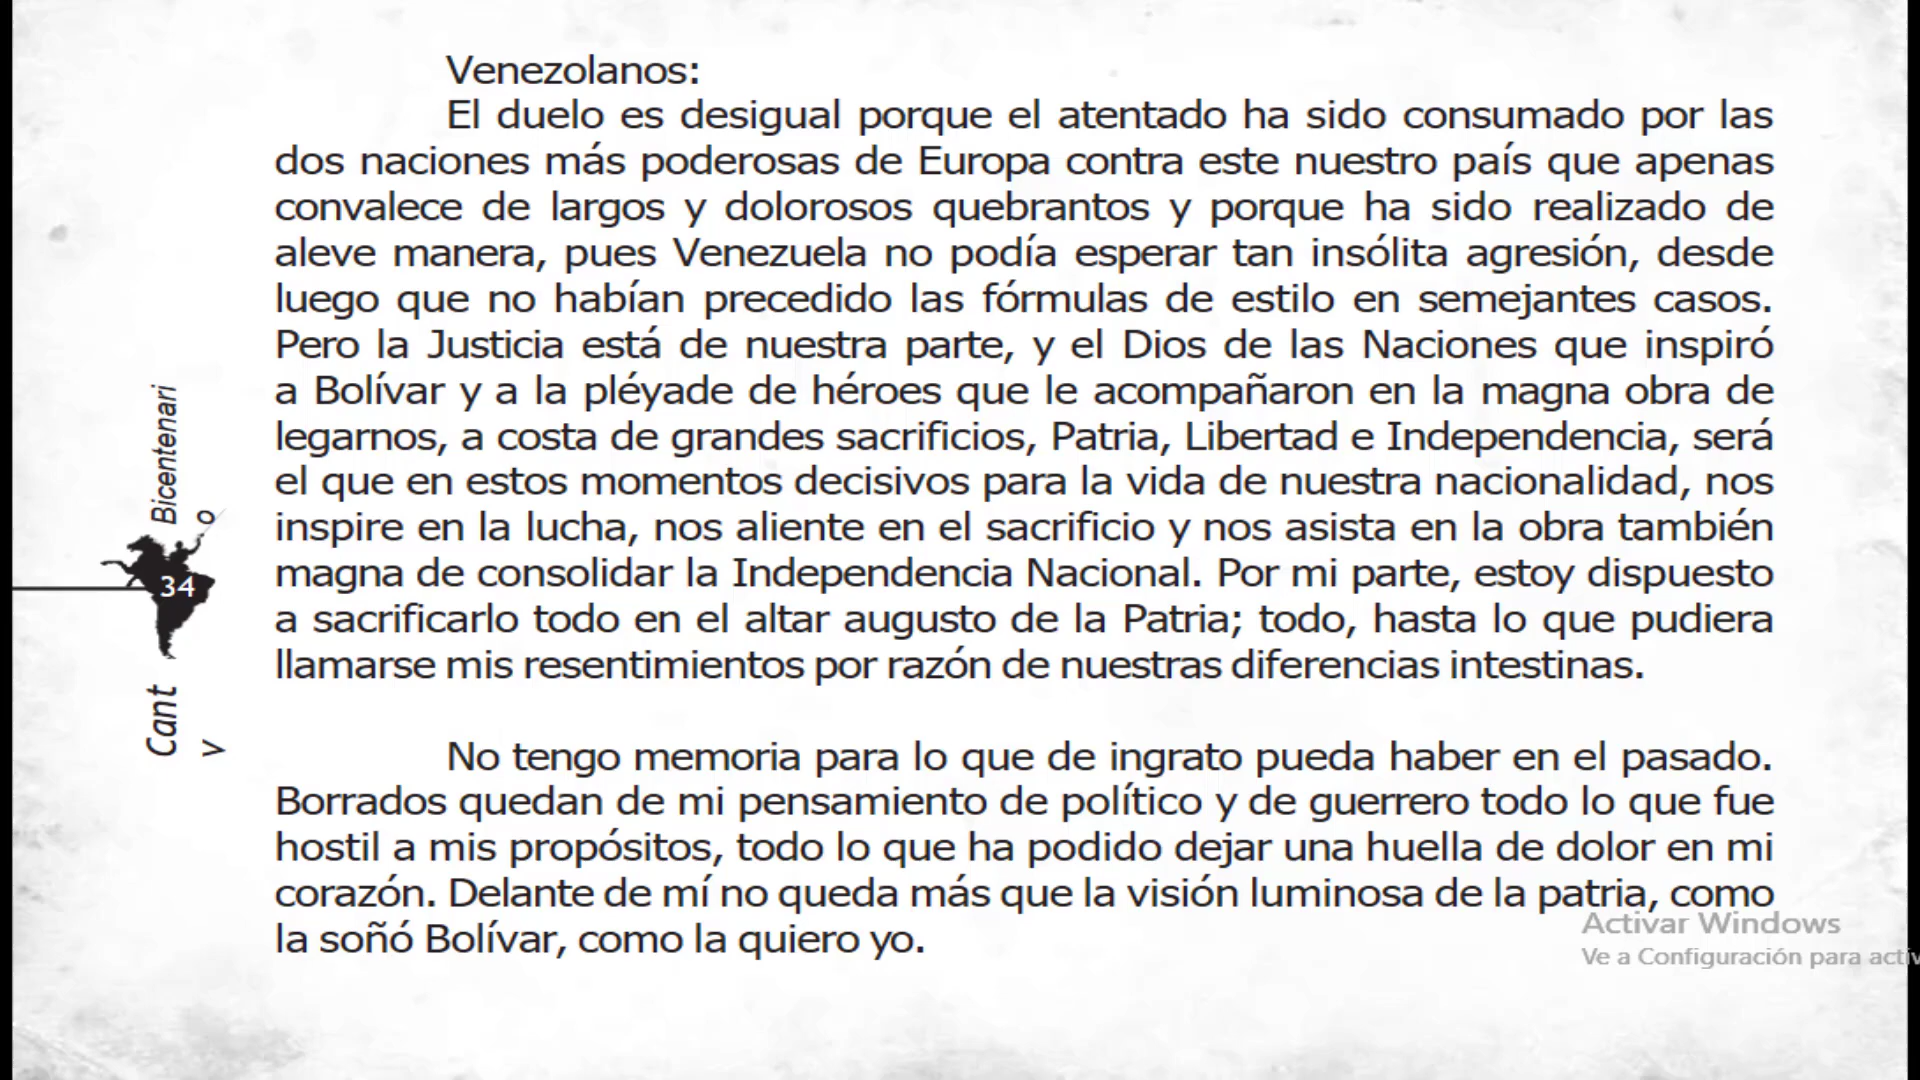 Venezolanos:
El duelo es desigual porque el atentado ha sido consumado por las
dos naciones más poderosas de Europa contra este nuestro país que apenas
convalece de largos y dolorosos quebrantos y porque ha sido realizado de
aleve manera, pues Venezuela no podía esperar tan insólita agresión, desde
luego que no habían precedido las fórmulas de estilo en semejantes casos.
Pero la Justicia está de nuestra parte, y el Dios de las Naciones que inspiró
a Bolívar y a la pléyade de héroes que le acompañaron en la magna obra de
legarnos, a costa de grandes sacrificios, Patria, Libertad e Independencia, será
el que en estos momentos decisivos para la vida de nuestra nacionalidad, nos
inspire en la lucha, nos aliente en el sacrificio y nos asista en la obra también
magna de consolidar la Independencia Nacional. Por mi parte, estoy dispuesto
a sacrificarlo todo en el altar augusto de la Patria; todo, hasta lo que pudiera
llamarse mis resentimientos por razón de nuestras diferencias intestinas.
No tengo memoria para lo que de ingrato pueda haber en el pasado.
Borrados quedan de mi pensamiento de político y de guerrero todo lo que fue
hostil a mis propósitos, todo lo que ha podido dejar una huella de dolor en mi
corazón. Delante de mí no queda más que la visión luminosa de la patria, como
la soñó Bolívar, como la quiero yo.
Bicentenari
o
34
Cant
v
Activar Windows
Ve a Configuración para activ